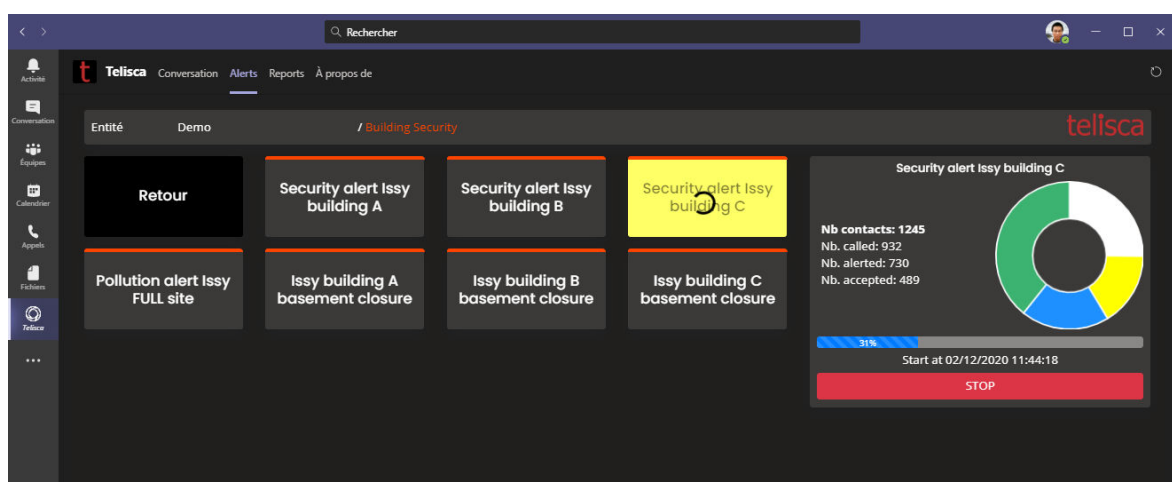 Rechercher
Activité
Conversation
Équipes
Calendrier
Appels
Fichiers
Telisca
t Telisca Conversation Alerts Reports À propos de
Entité Demo / Building Security
telisca
Retour
Security alert Issy
building A
Security alert Issy
building B
Security alert Issy
building C
Pollution alert Issy
FULL site
Issy building A
basement closure
Issy building B
basement closure
Issy building C
basement closure
Security alert Issy building C
Nb contacts: 1245
Nb. called: 932
Nb. alerted: 730
Nb. accepted: 489
31%
Start at 02/12/2020 11:44:18
STOP